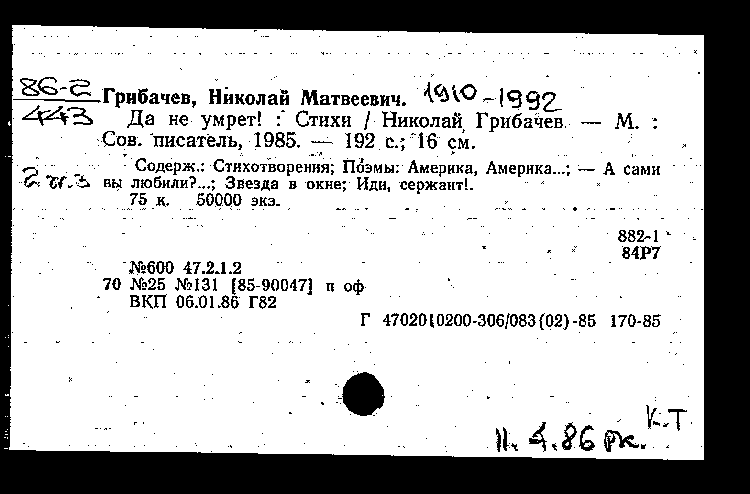 86-2
443
Грибачев, Николай Матвеевич. 1910-1992
Да не умрет! : Стихи / Николай Грибачев. — М. :
Сов. писатель, 1985. — 192 с.; 16 см.
Содерж.: Стихотворения; Поэмы: Америка, Америка...; — А сами
вы любили?...; Звезда в окне; Иди, сержант!.
75 к. 50000 экз.
882-1
84Р7
№600 47.2.1.2
70 №25 №131 [85-90047] п оф
ВКП 06.01.86 Г82
Г 4702010200-306/083(02)-85 170-85
К.Т
11.4.86 рк.